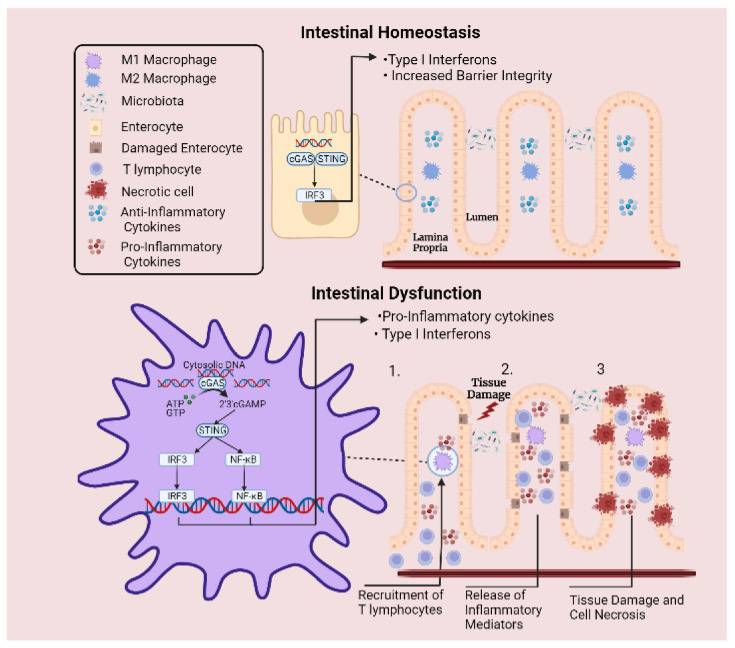 Intestinal Homeostasis
M1 Macrophage
M2 Macrophage
Microbiota
Enterocyte
Damaged Enterocyte
T lymphocyte
Necrotic cell
Anti-Inflammatory
Cytokines
Pro-Inflammatory
Cytokines
•Type I Interferons
• Increased Barrier Integrity
cGAS STING
IRF3
Lumen
Lamina
Propria
Intestinal Dysfunction
•Pro-Inflammatory cytokines
• Type I Interferons
Cytosolic DNA
cGAS
ATP
GTP
2'3'cGAMP
STING
IRF3 NF-κB
IRF3 NF-κB
1. 2. 3
Tissue
Damage
Recruitment of
T lymphocytes
Release of
Inflammatory
Mediators
Tissue Damage and
Cell Necrosis